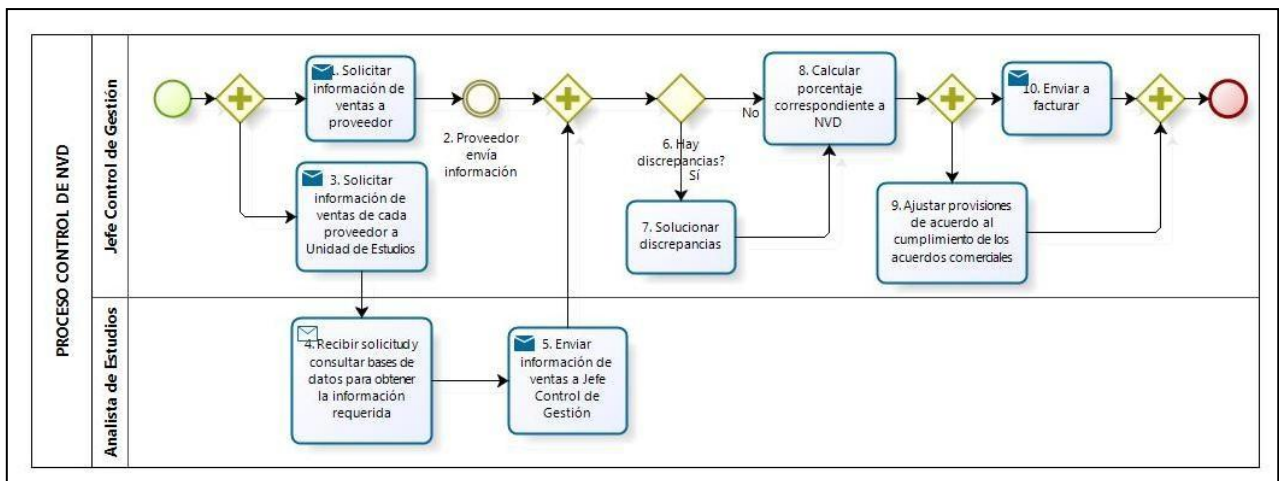 PROCESO CONTROL DE NVD
Jefe Control de Gestión
1. Solicitar
información de
ventas a
proveedor
2. Proveedor
envía
información
3. Solicitar
información de
ventas de cada
proveedor a
Unidad de Estudios
6. Hay
discrepancias?
Sí
No
7. Solucionar
discrepancias
8. Calcular
porcentaje
correspondiente a
NVD
10. Enviar a
facturar
9. Ajustar provisiones
de acuerdo al
cumplimiento de los
acuerdos comerciales
Analista de Estudios
4. Recibir solicitud y
consultar bases de
datos para obtener
la información
requerida
5. Enviar
información de
ventas a Jefe
Control de
Gestión